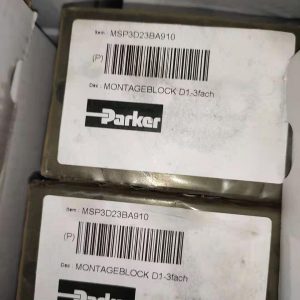 Item : MSP3D23BA910
(P)
Des : MONTAGEBLOCK D1-3fach
Parker
Item : MSP3D23BA910
(P)
Des : MONTAGEBLOCK D1-3fach
Parker